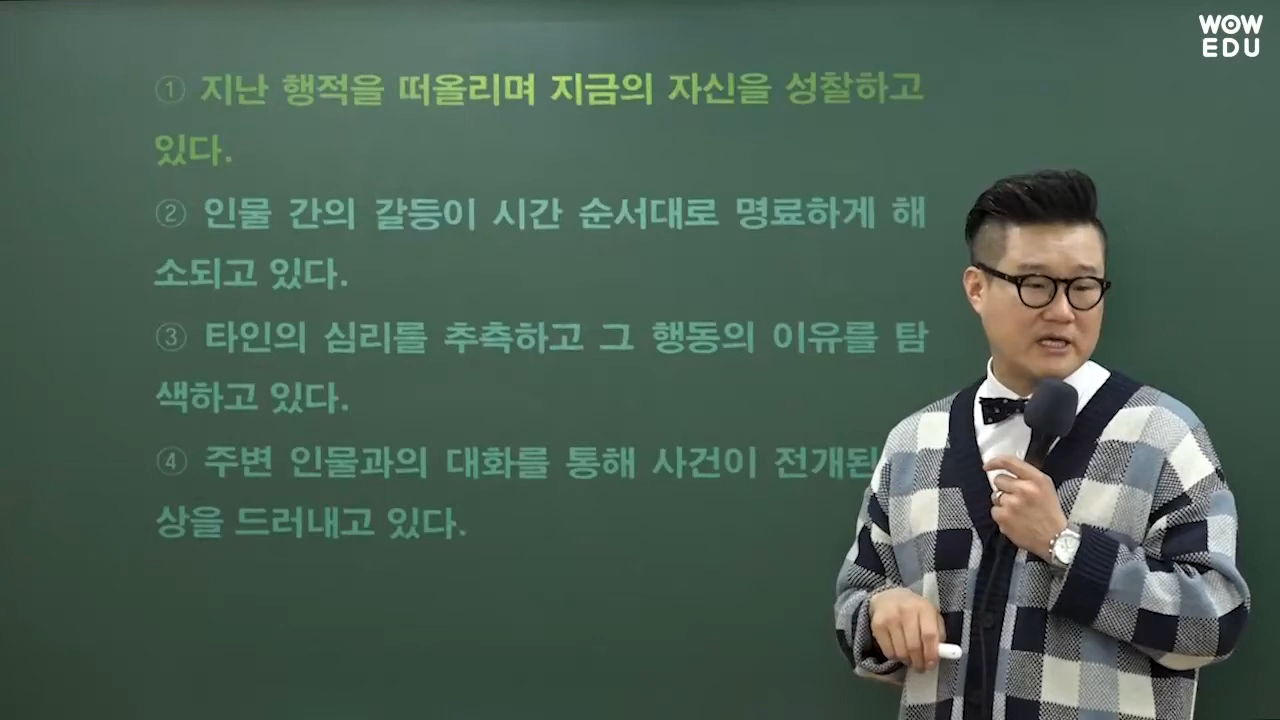 WOW
EDU
① 지난 행적을 떠올리며 지금의 자신을 성찰하고
있다.
② 인물 간의 갈등이 시간 순서대로 명료하게 해
소되고 있다.
③ 타인의 심리를 추측하고 그 행동의 이유를 탐
색하고 있다.
④ 주변 인물과의 대화를 통해 사건이 전개된
상을 드러내고 있다.